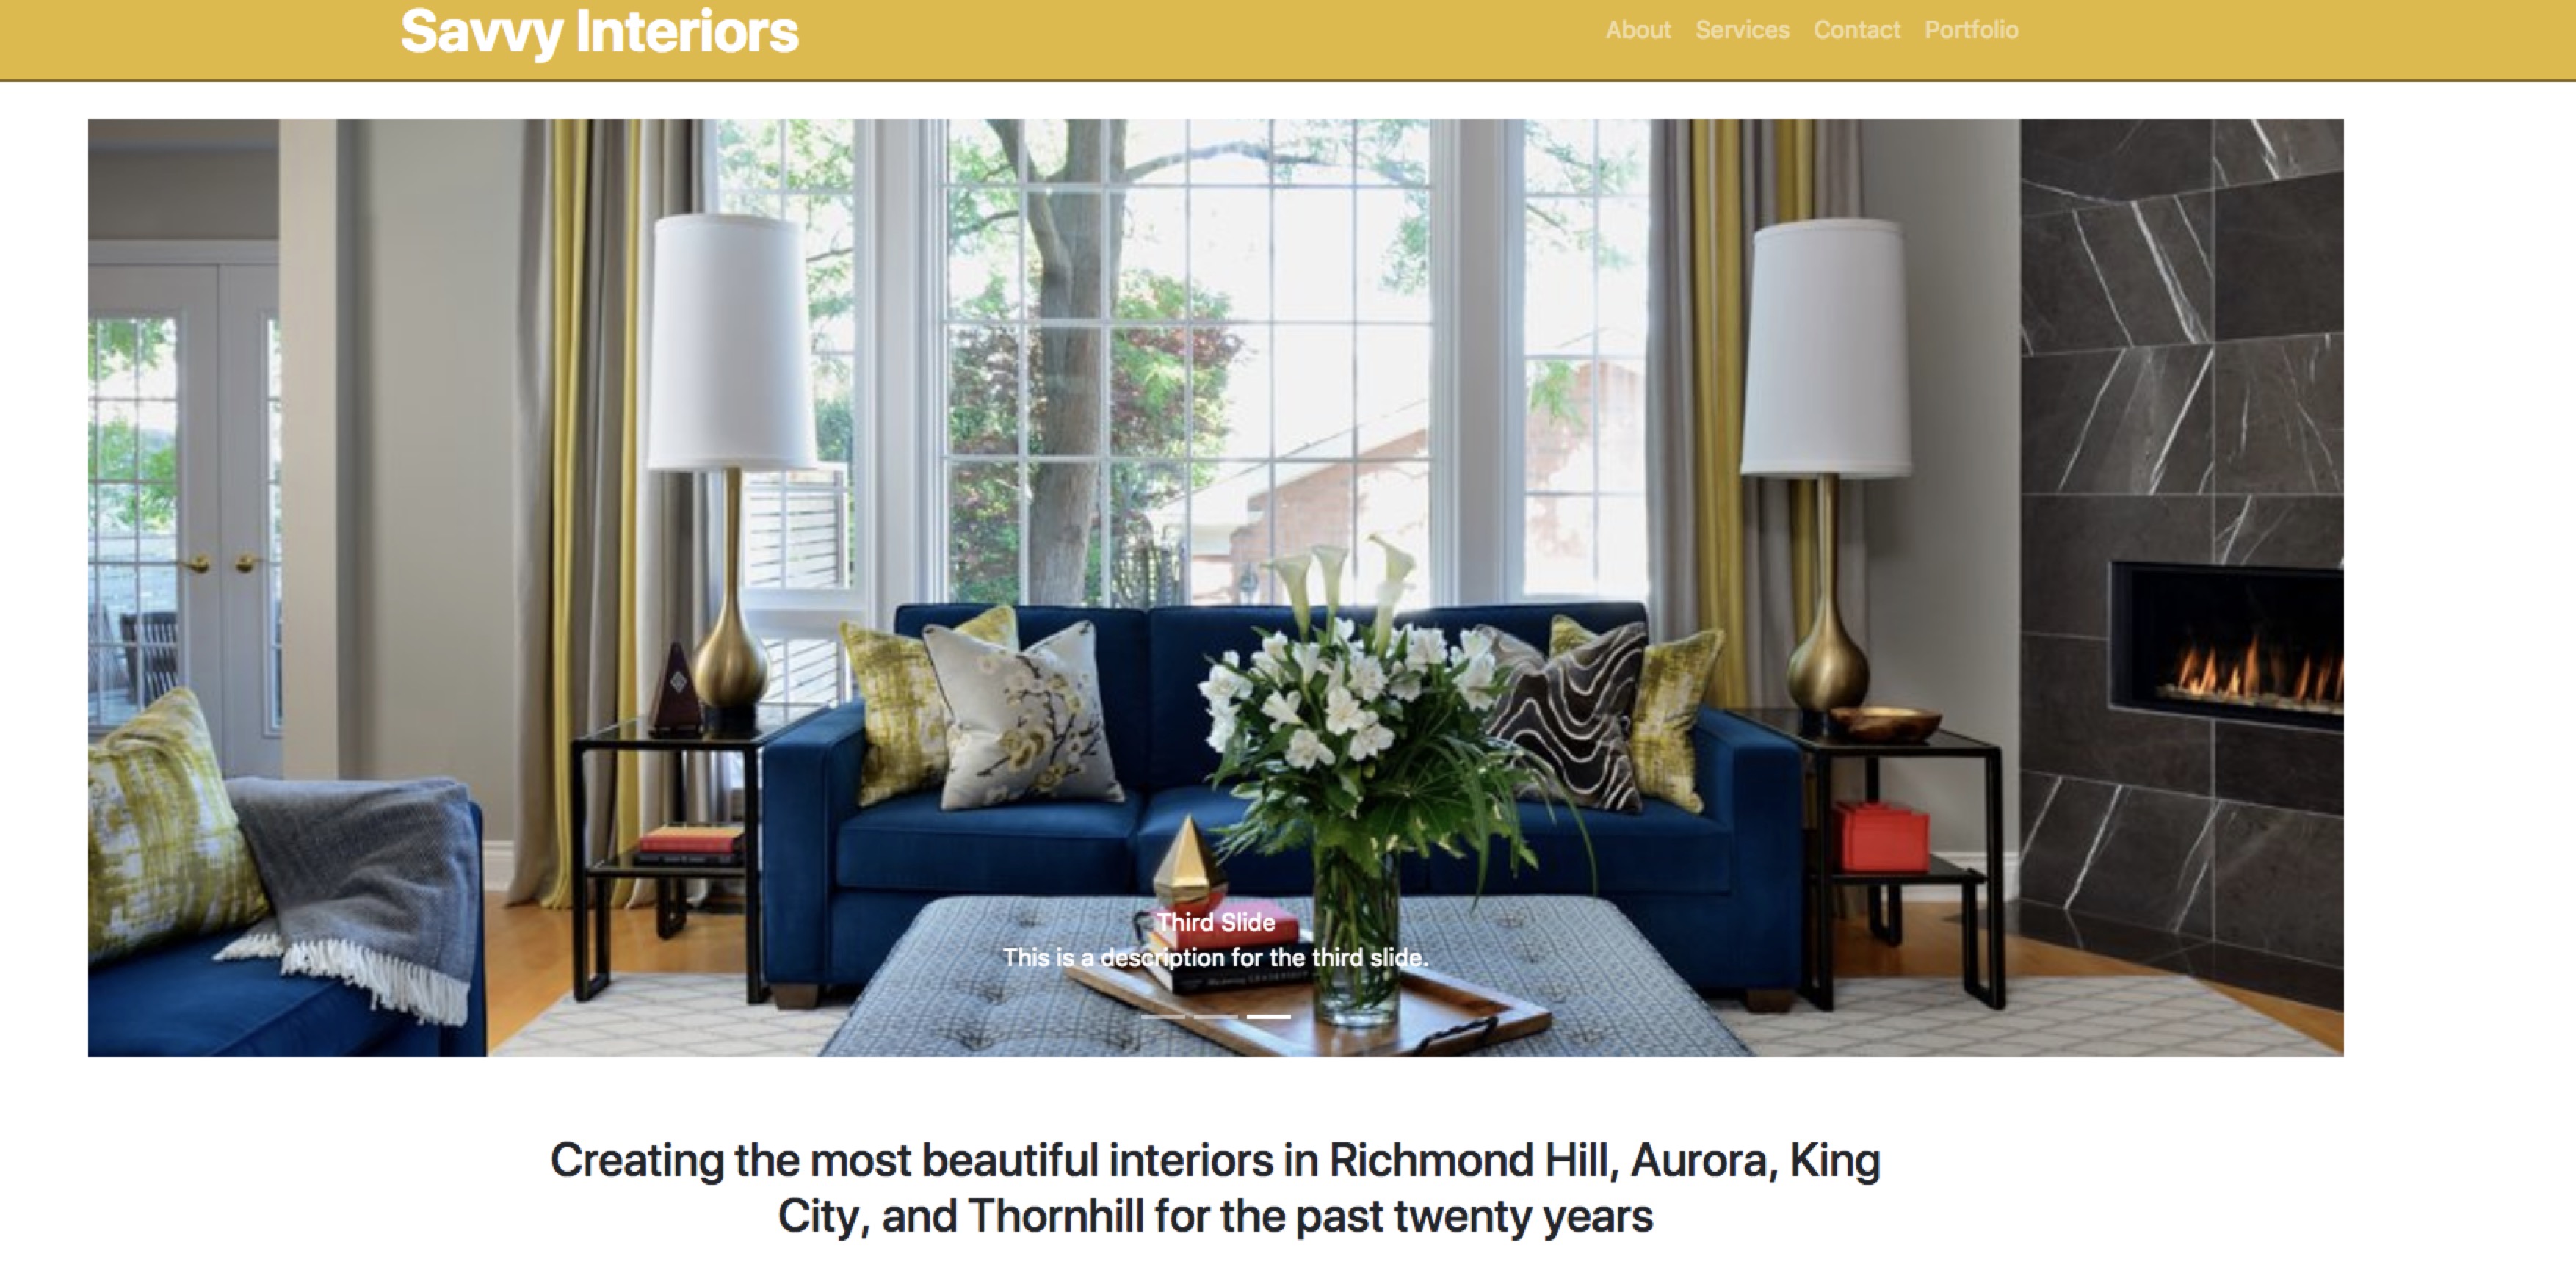 Savvy Interiors
About Services Contact Portfolio
Third Slide
This is a description for the third slide.
Creating the most beautiful interiors in Richmond Hill, Aurora, King
City, and Thornhill for the past twenty years